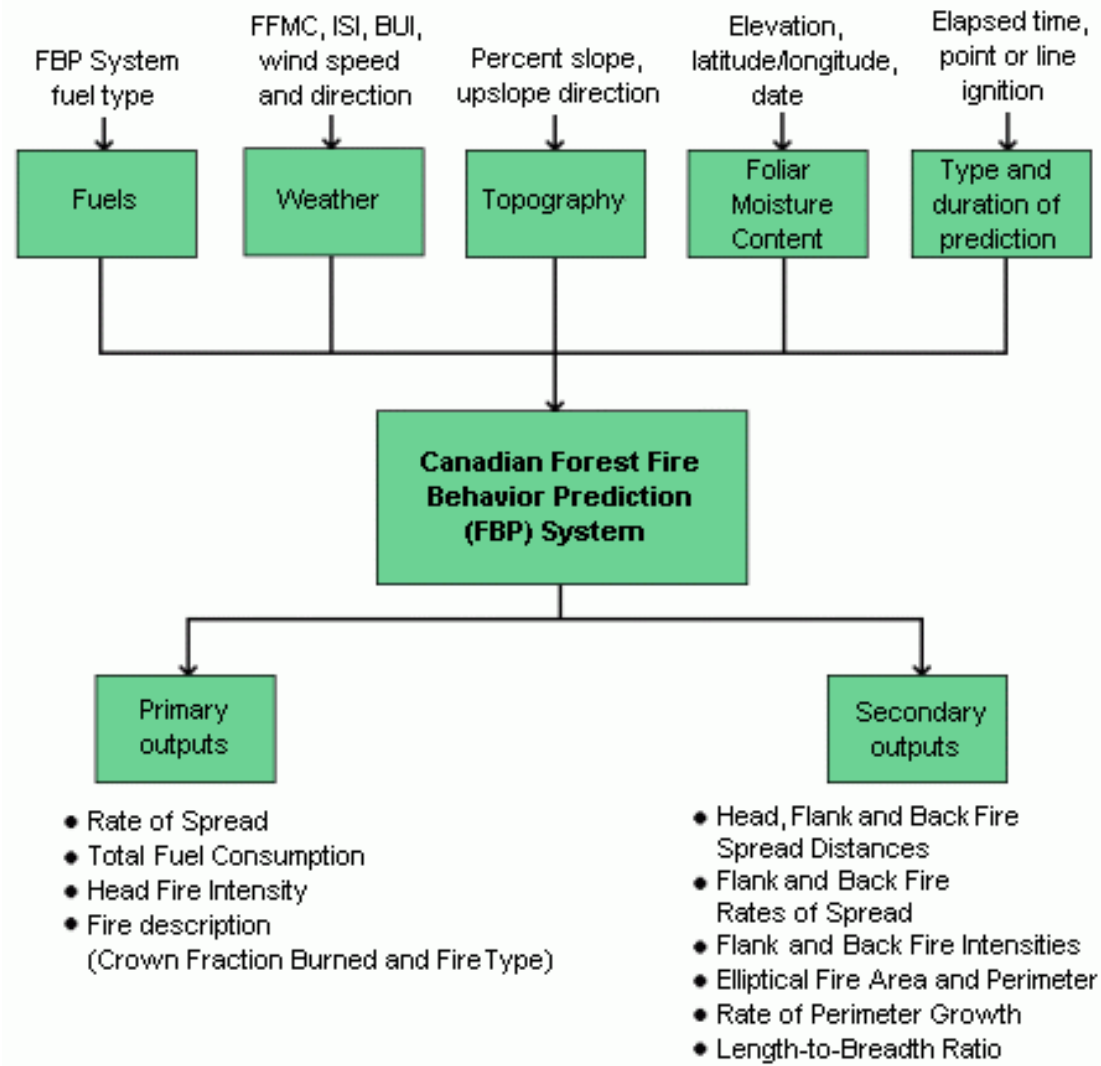 FBP System
fuel type
FFMC, ISI, BUI,
wind speed
and direction
Percent slope,
upslope direction
Elevation,
latitude/longitude,
date
Elapsed time,
point or line
ignition
Fuels
Weather
Topography
Foliar
Moisture
Content
Type and
duration of
prediction
Canadian Forest Fire
Behavior Prediction
(FBP) System
Primary
outputs
● Rate of Spread
● Total Fuel Consumption
● Head Fire Intensity
● Fire description
(Crown Fraction Burned and Fire Type)
Secondary
outputs
● Head, Flank and Back Fire
Spread Distances
● Flank and Back Fire
Rates of Spread
● Flank and Back Fire Intensities
● Elliptical Fire Area and Perimeter
● Rate of Perimeter Growth
● Length-to-Breadth Ratio